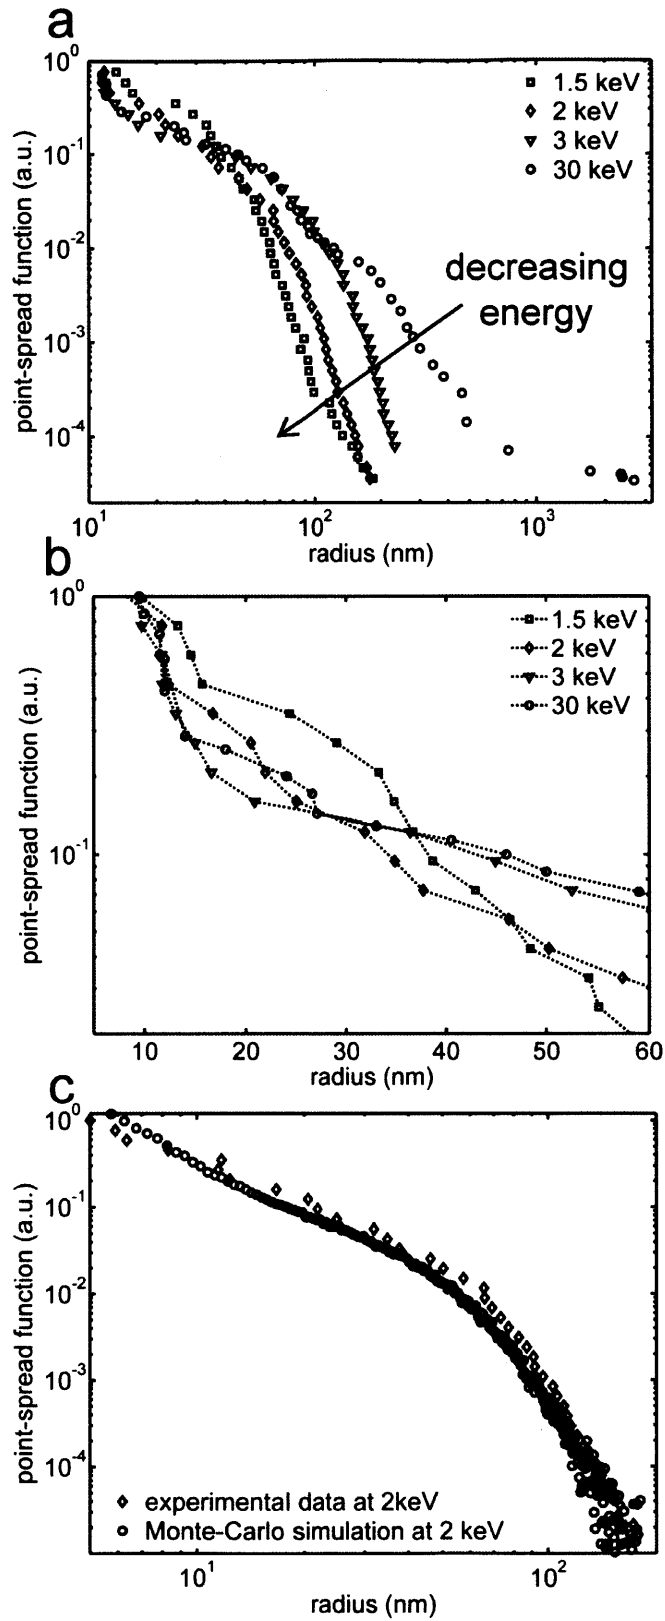 a
10^0
10^-1
10^-2
10^-3
10^-4
point-spread function (a.u.)
1.5 keV
2 keV
3 keV
30 keV
decreasing
energy
10^1
10^2
10^3
radius (nm)
b
10^0
10^-1
point-spread function (a.u.)
1.5 keV
2 keV
3 keV
30 keV
10
20
30
40
50
60
radius (nm)
c
10^0
10^-1
10^-2
10^-3
10^-4
point-spread function (a.u.)
experimental data at 2keV
Monte-Carlo simulation at 2 keV
10^1
10^2
radius (nm)